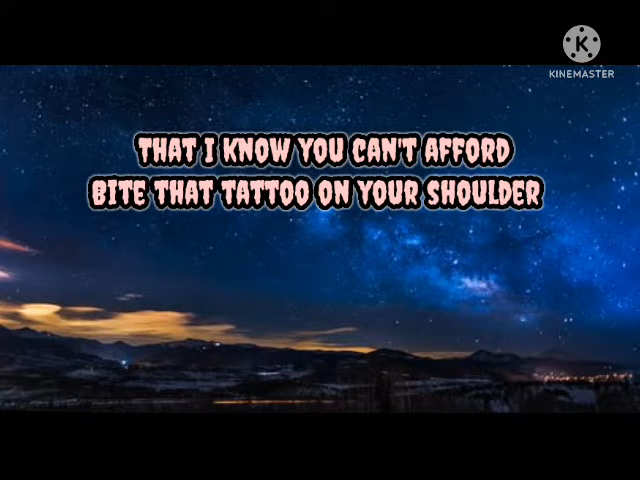 KINEMASTER
THAT I KNOW YOU CAN'T AFFORD
BITE THAT TATTOO ON YOUR SHOULDER